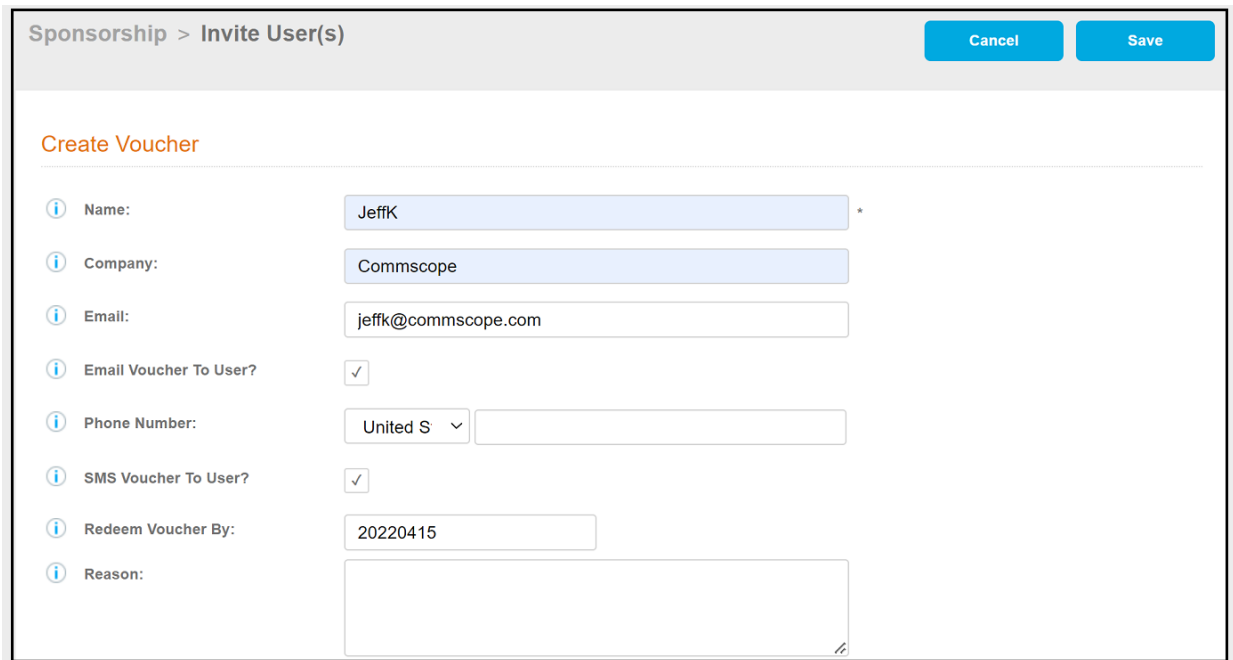 Sponsorship > Invite User(s)
Cancel
Save
Create Voucher
Name:
JeffK
*
Company:
Commscope
Email:
jeffk@commscope.com
Email Voucher To User?
Phone Number:
United S
SMS Voucher To User?
Redeem Voucher By:
20220415
Reason: